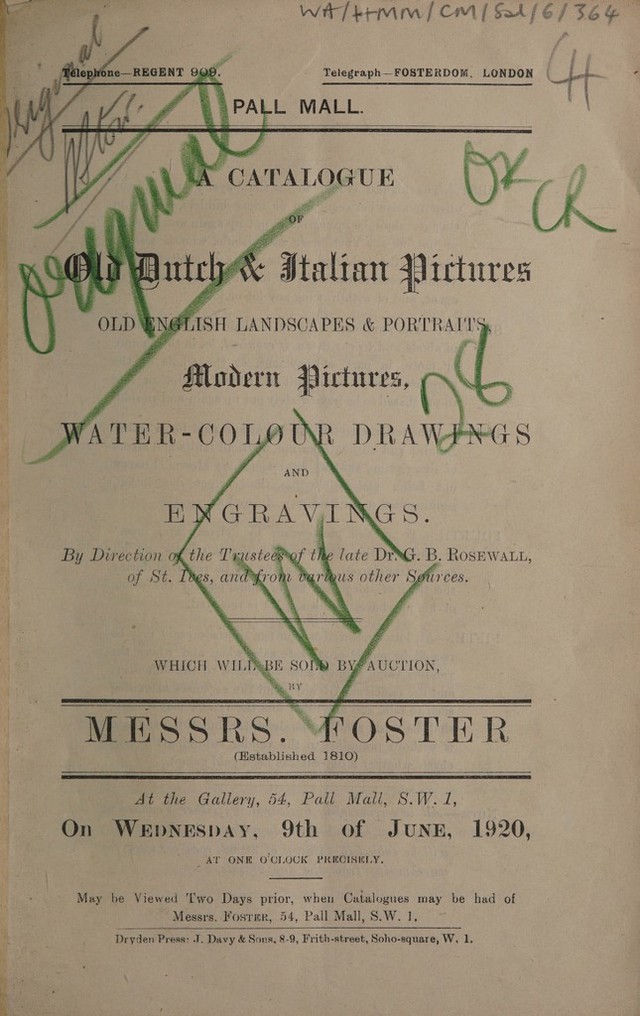 WA/HMM/CM/Sal/6/364
Telephone—REGENT 909. Telegraph—FOSTERDOM, LONDON
PALL MALL.
A CATALOGUE
OF
Old Dutch & Italian Pictures
OLD ENGLISH LANDSCAPES & PORTRAITS,
Modern Pictures,
WATER-COLOUR DRAWINGS
AND
ENGRAVINGS.
By Direction of the Trustees of the late Dr. G. B. ROSEWALL,
of St. Ives, and from various other Sources.
WHICH WILL BE SOLD BY AUCTION,
BY
MESSRS. FOSTER
(Established 1810)
At the Gallery, 54, Pall Mall, S.W. 1,
On WEDNESDAY, 9th of JUNE, 1920,
AT ONE O'CLOCK PRECISELY.
May be Viewed Two Days prior, when Catalogues may be had of
Messrs. FOSTER, 54, Pall Mall, S.W. 1.
Dryden Press: J. Davy & Sons, 8-9, Frith-street, Soho-square, W. 1.
Original
Original
W